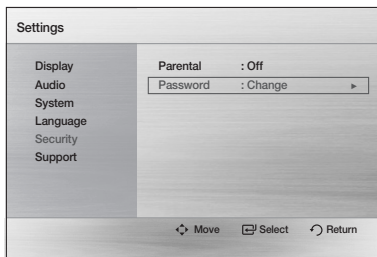 Settings
Display
Audio
System
Language
Security
Support
Parental : Off
Password : Change ►
Move Select Return